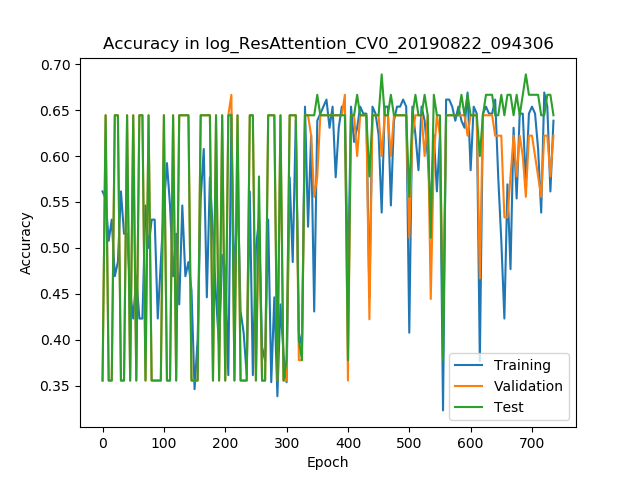 Accuracy in log_ResAttention_CV0_20190822_094306
0.70
0.65
0.60
0.55
0.50
0.45
0.40
0.35
Accuracy
0 100 200 300 400 500 600 700
Epoch
Training
Validation
Test